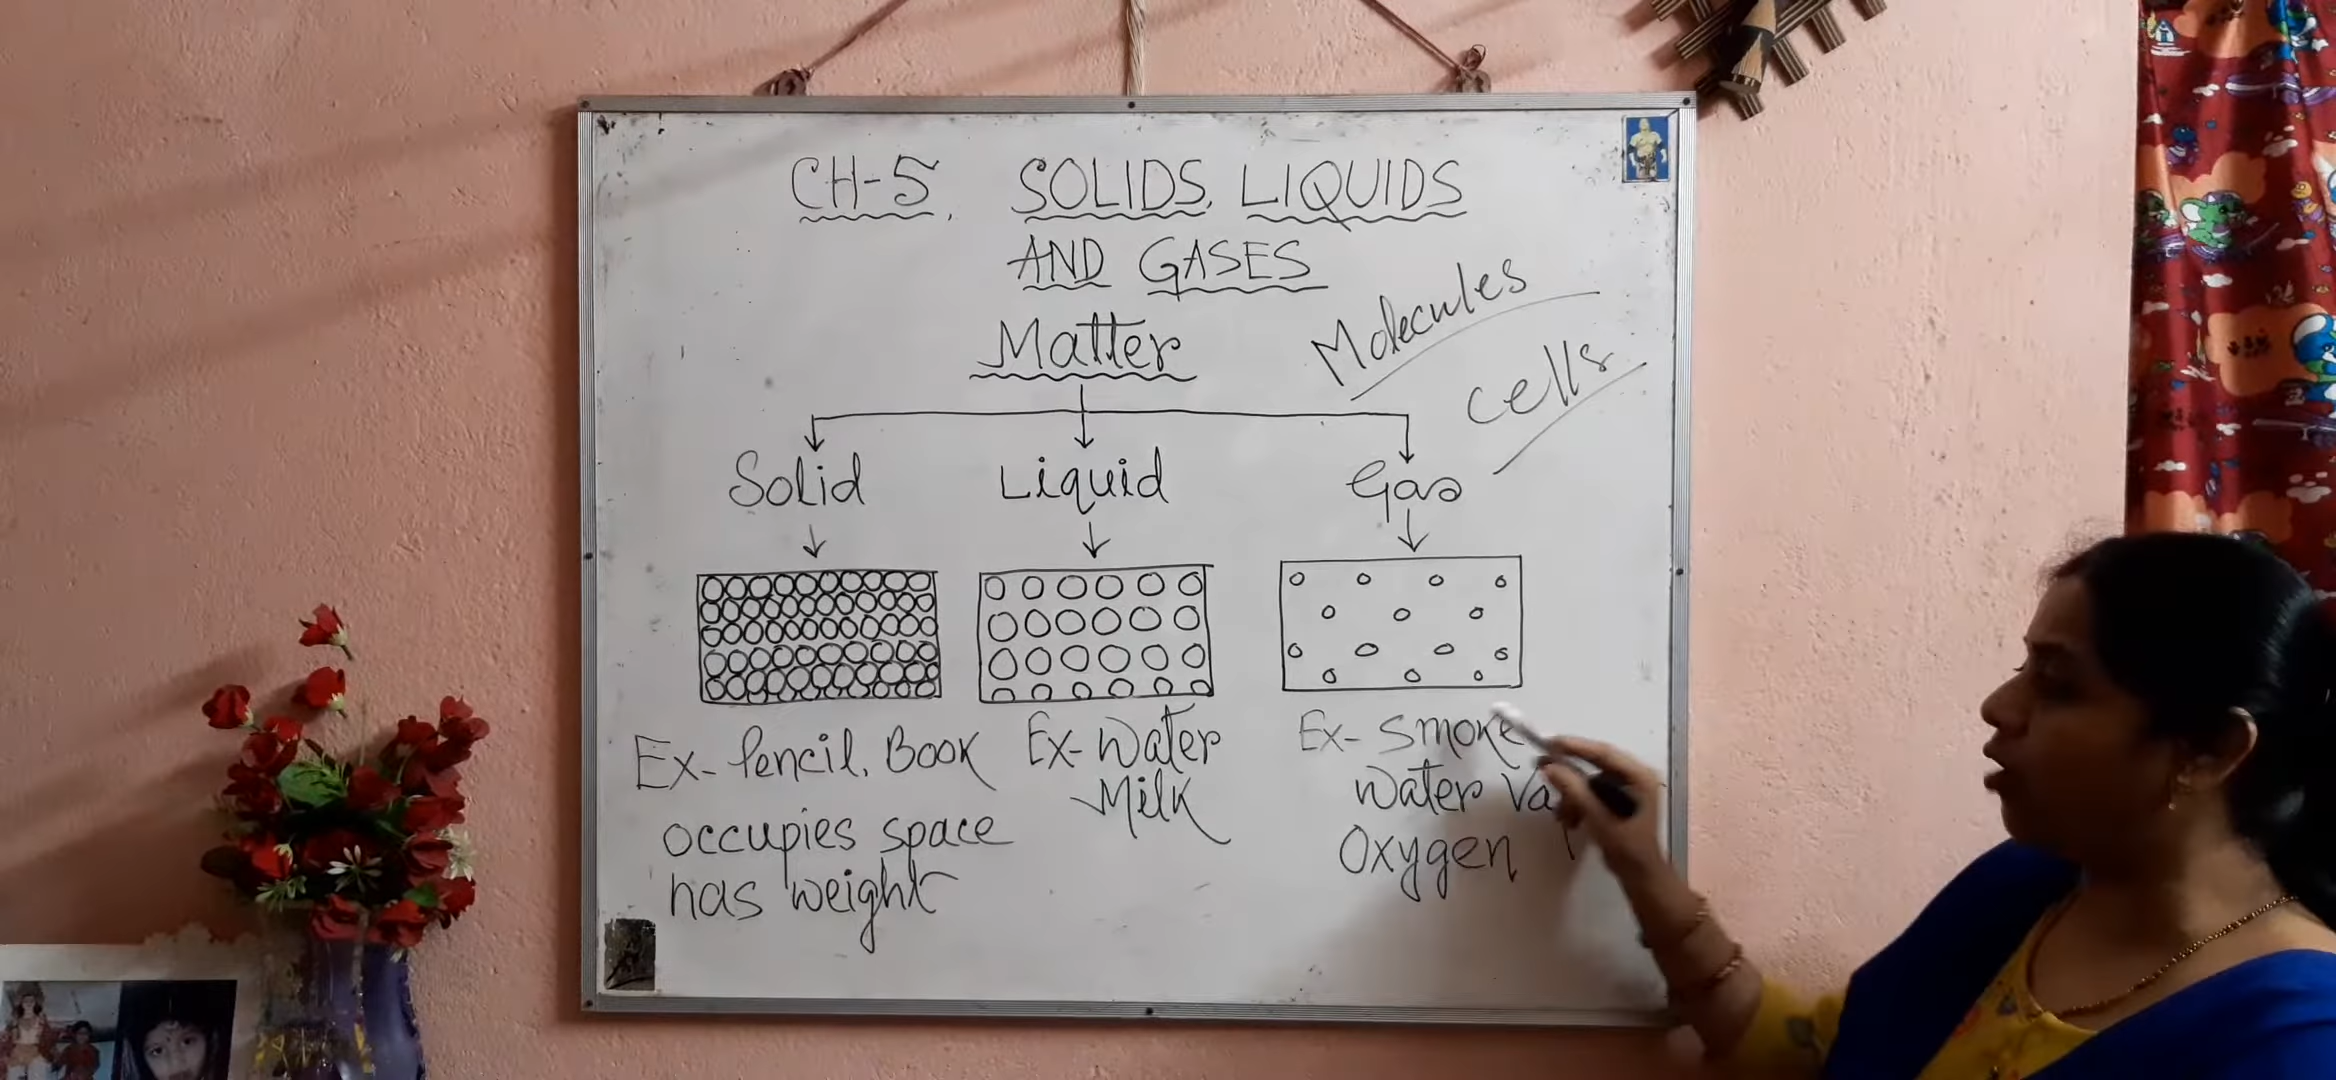 CH-5. SOLIDS, LIQUIDS
AND GASES
Matter
Molecules
cells
Solid Liquid Gas
Ex- Pencil, Book
occupies space
has weight
Ex- Water
Milk
Ex- Smoke
Water
Oxygen